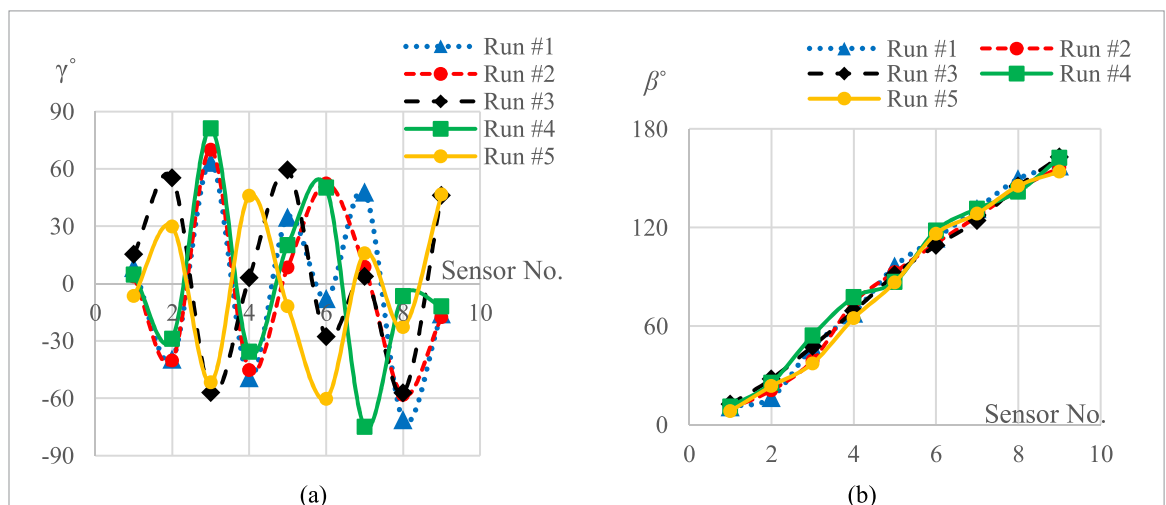 Run #1
γ°
Run #2
Run #3
Run #4
Run #5
90
60
30
0
-30
-60
-90
0 2 4 6 8 10
Sensor No.
(a)
Run #1 Run #2
Run #3 Run #4
Run #5
β°
180
120
60
0
0 2 4 6 8 10
Sensor No.
(b)